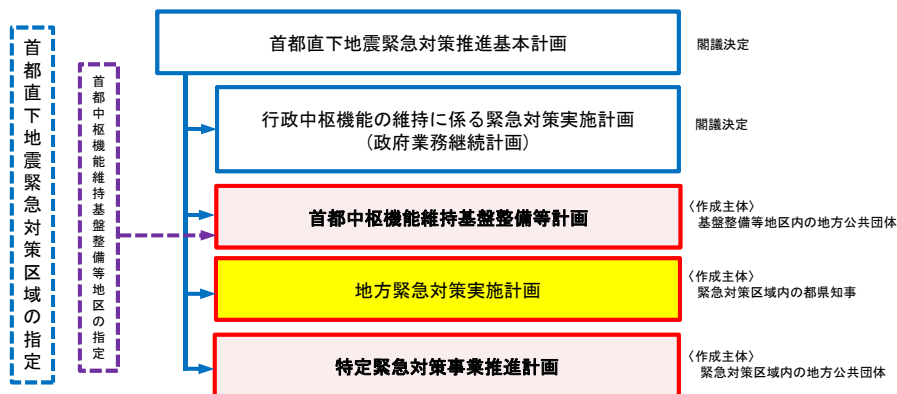 首都直下地震緊急対策区域の指定
首都中枢機能維持基盤整備等地区の指定
首都直下地震緊急対策推進基本計画
閣議決定
行政中枢機能の維持に係る緊急対策実施計画
(政府業務継続計画)
閣議決定
首都中枢機能維持基盤整備等計画
〈作成主体〉
基盤整備等地区内の地方公共団体
地方緊急対策実施計画
〈作成主体〉
緊急対策区域内の都県知事
特定緊急対策事業推進計画
〈作成主体〉
緊急対策区域内の地方公共団体